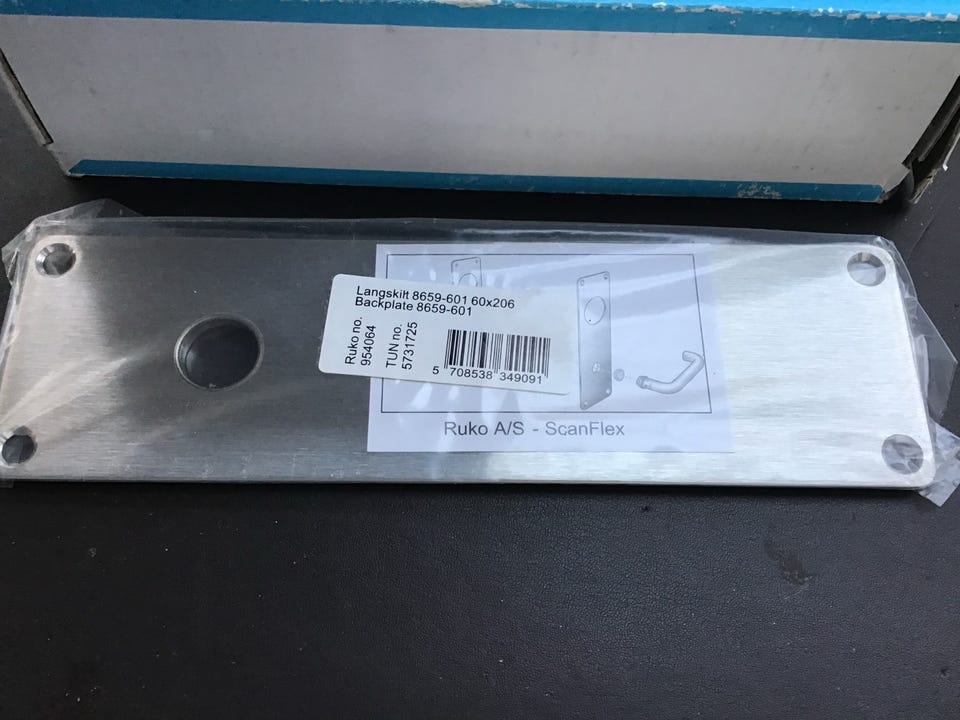 Langskilt 8659-601 60x206
Backplate 8659-601
Ruko no.
954064
TUN no.
5731725
5 708538 349091
Ruko A/S - ScanFlex